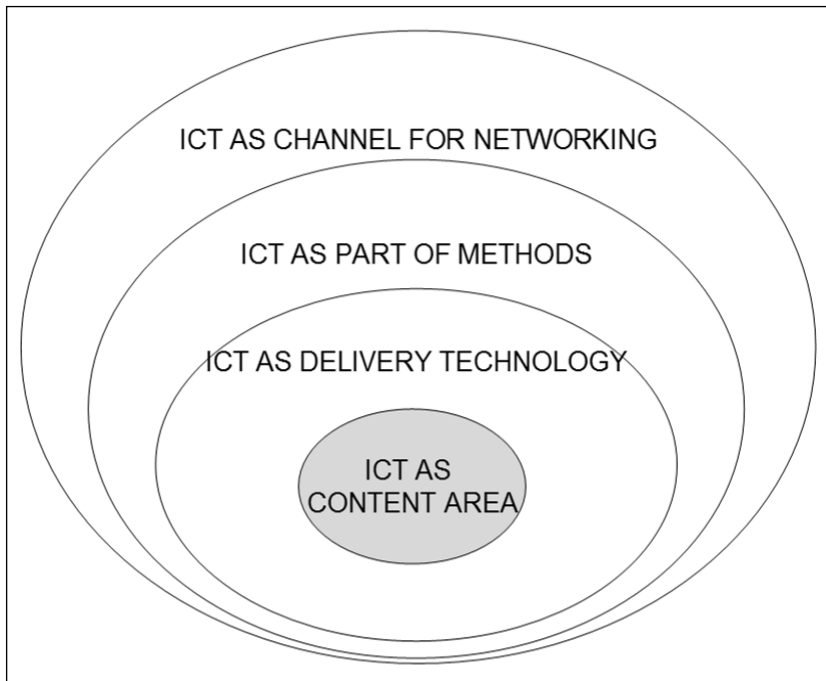 ICT AS CHANNEL FOR NETWORKING
ICT AS PART OF METHODS
ICT AS DELIVERY TECHNOLOGY
ICT AS
CONTENT AREA